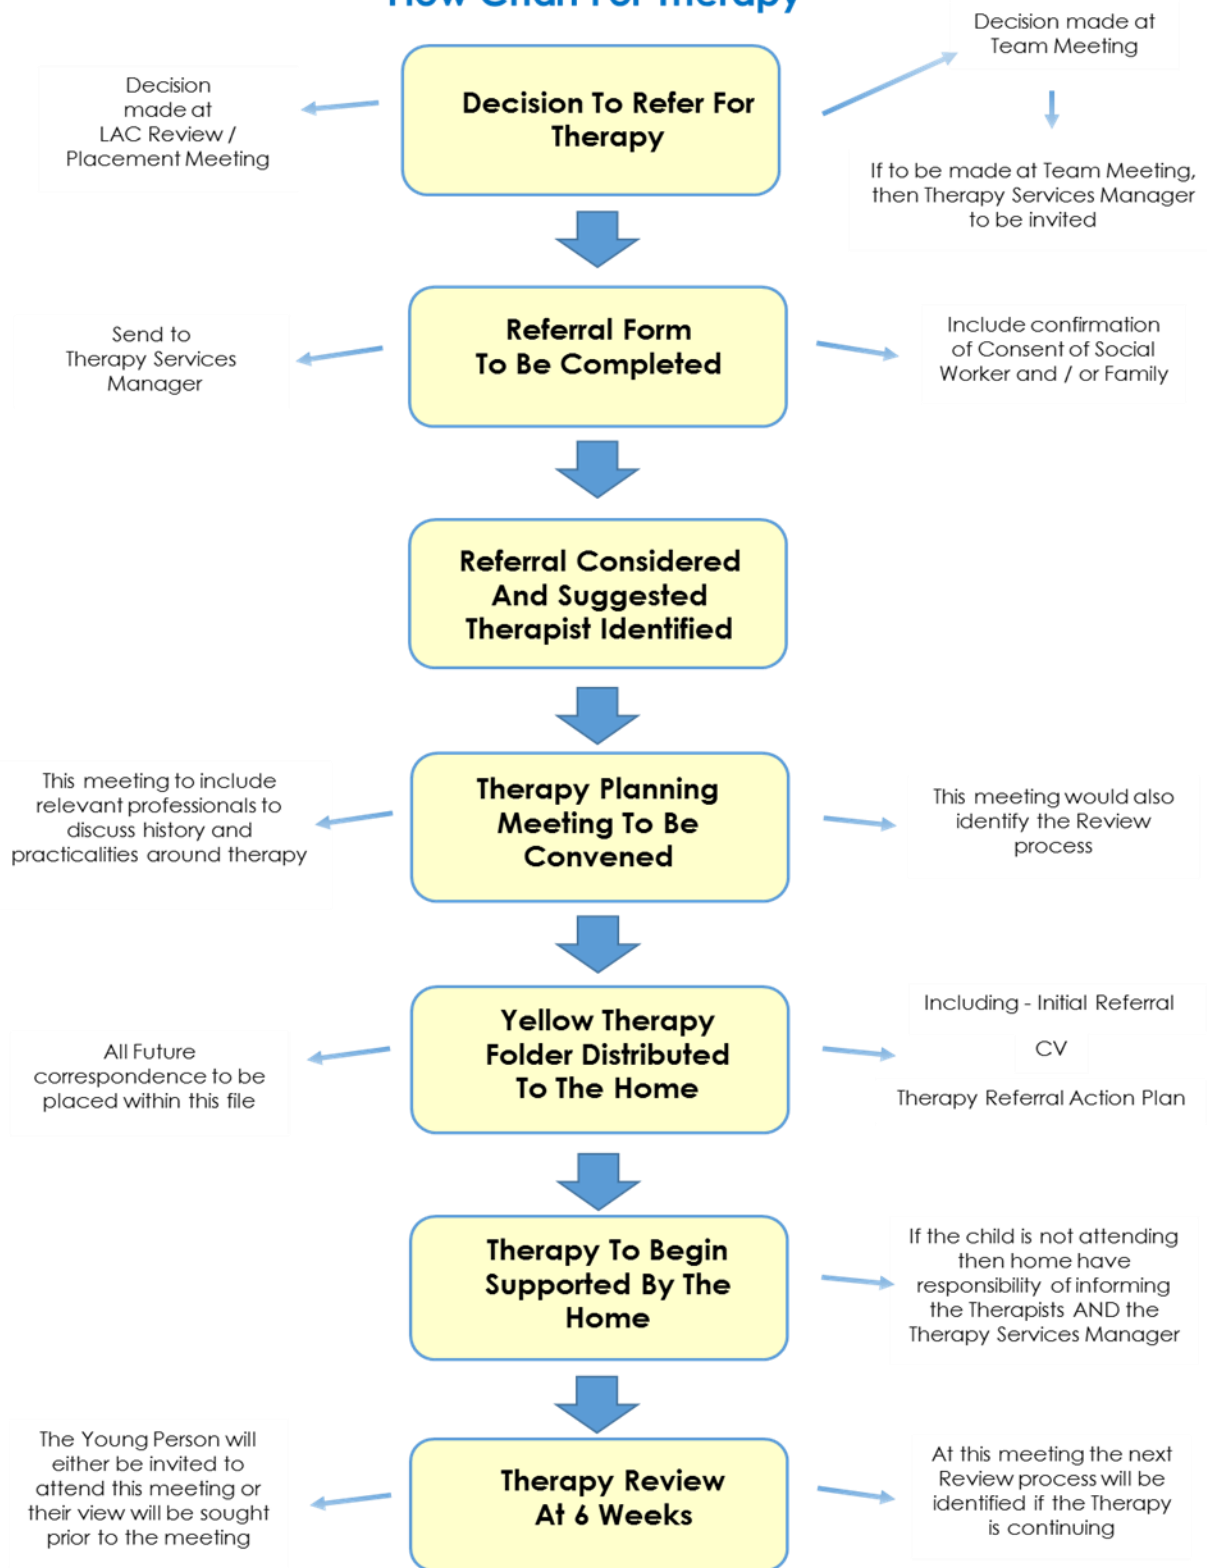 Flow Chart For Therapy
Decision made at
Team Meeting
Decision
made at
LAC Review /
Placement Meeting
Decision To Refer For
Therapy
If to be made at Team Meeting,
then Therapy Services Manager
to be invited
Send to
Therapy Services
Manager
Referral Form
To Be Completed
Include confirmation
of Consent of Social
Worker and / or Family
Referral Considered
And Suggested
Therapist Identified
This meeting to include
relevant professionals to
discuss history and
practicalities around therapy
Therapy Planning
Meeting To Be
Convened
This meeting would also
identify the Review
process
All Future
correspondence to be
placed within this file
Yellow Therapy
Folder Distributed
To The Home
Including - Initial Referral
CV
Therapy Referral Action Plan
Therapy To Begin
Supported By The
Home
If the child is not attending
then home have
responsibility of informing
the Therapists AND the
Therapy Services Manager
The Young Person will
either be invited to
attend this meeting or
their view will be sought
prior to the meeting
Therapy Review
At 6 Weeks
At this meeting the next
Review process will be
identified if the Therapy
is continuing